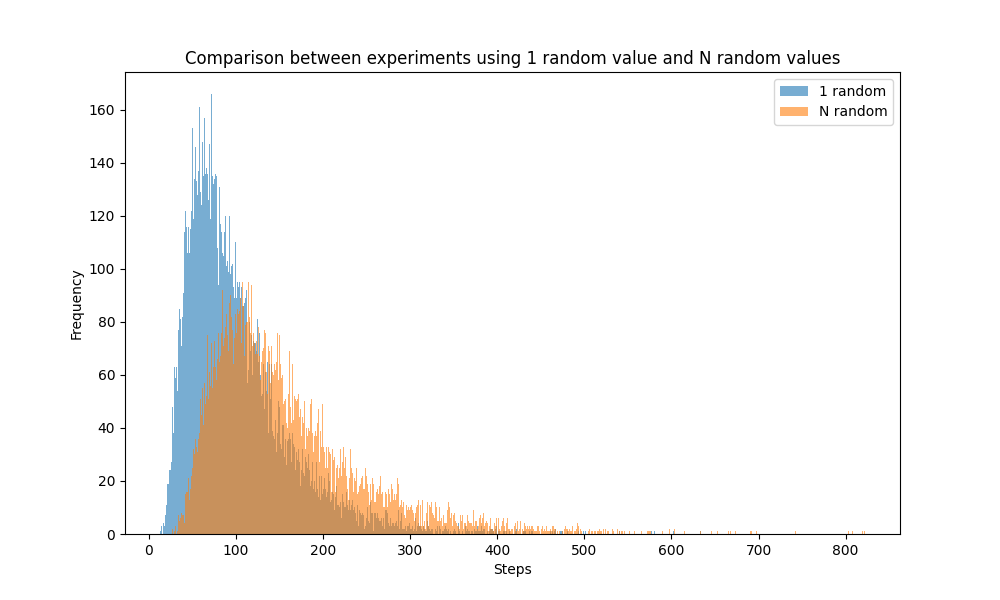 Comparison between experiments using 1 random value and N random values
1 random
N random
160
140
120
100
80
60
40
20
0
Frequency
0 100 200 300 400 500 600 700 800
Steps